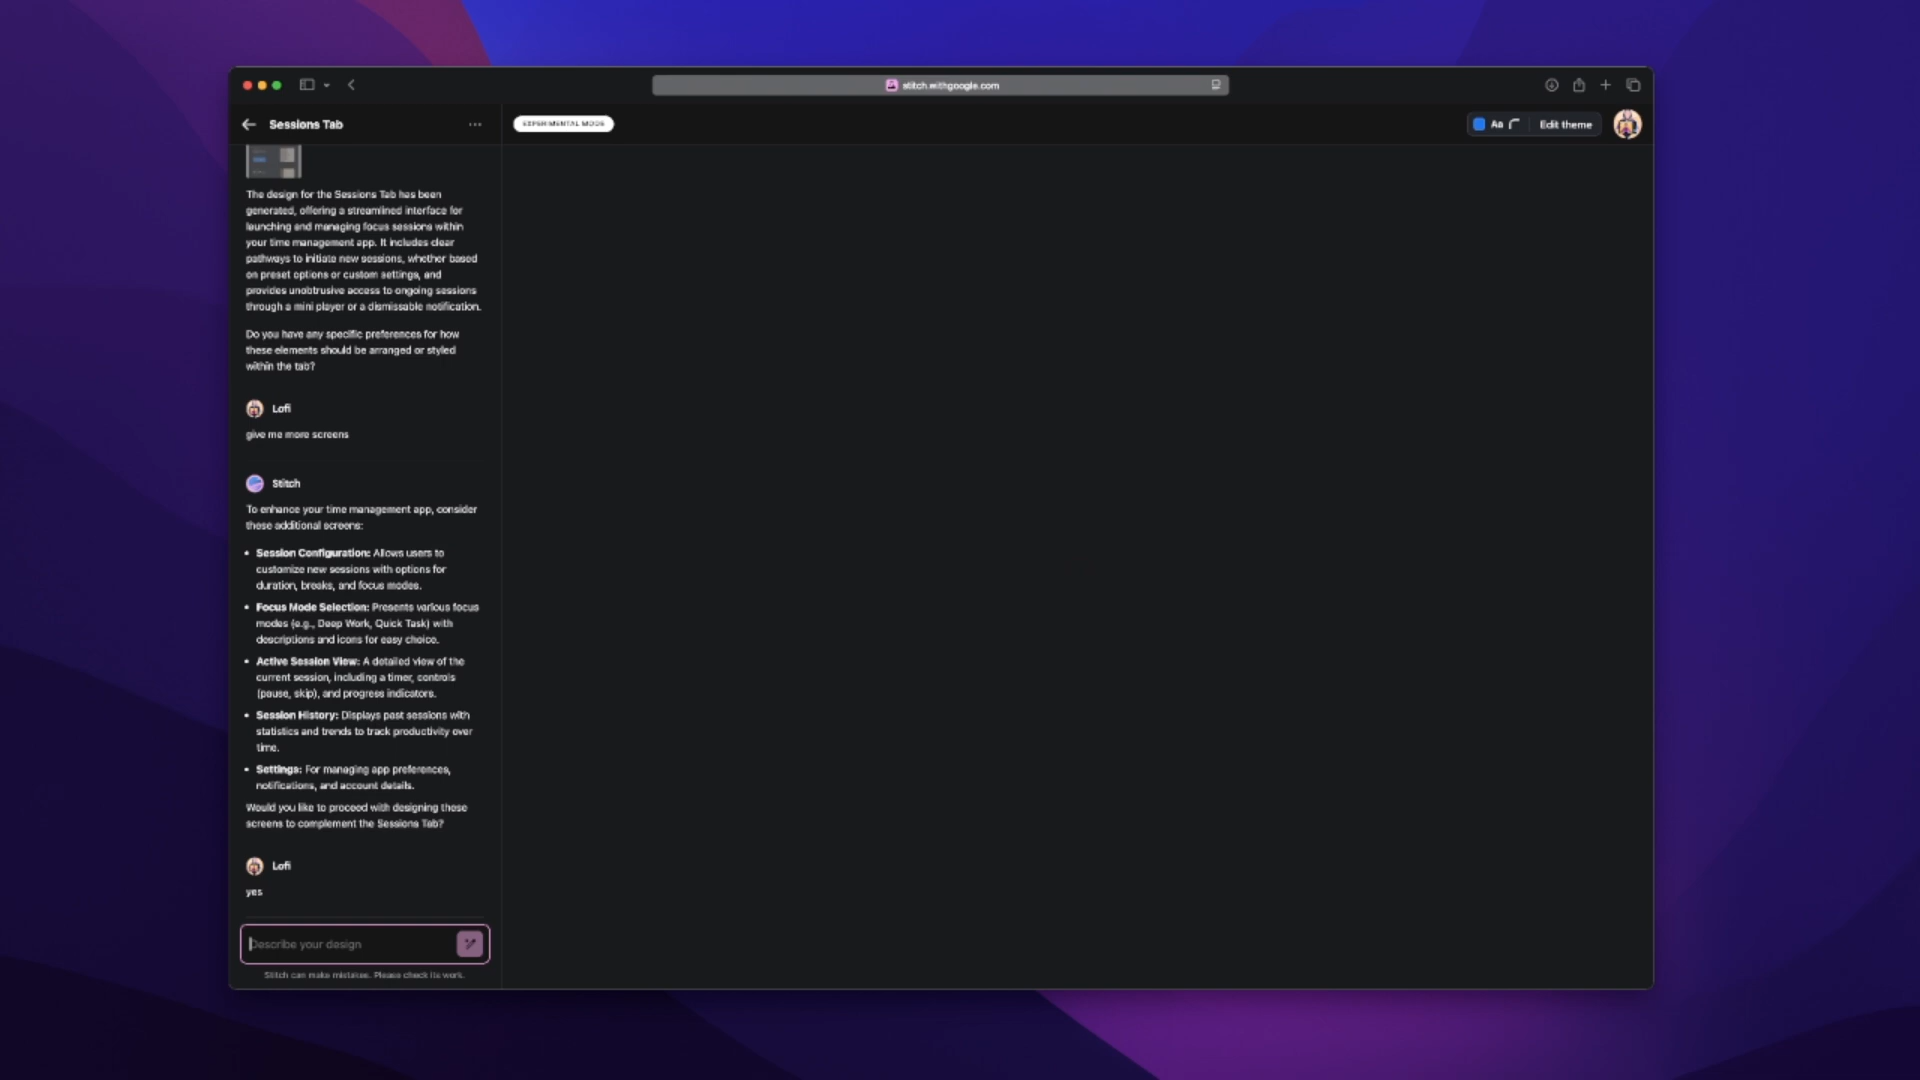 stitch.withgoogle.com
Sessions Tab
EXPERIMENTAL MODE
Aa
Edit theme
The design for the Sessions Tab has been
generated, offering a streamlined interface for
launching and managing focus sessions within
your time management app. It includes clear
pathways to initiate new sessions, whether based
on preset options or custom settings, and
provides unobtrusive access to ongoing sessions
through a mini player or a dismissable notification.
Do you have any specific preferences for how
these elements should be arranged or styled
within the tab?
Lofi
give me more screens
Stitch
To enhance your time management app, consider
these additional screens:
• Session Configuration: Allows users to
customize new sessions with options for
duration, breaks, and focus modes.
• Focus Mode Selection: Presents various focus
modes (e.g., Deep Work, Quick Task) with
descriptions and icons for easy choice.
• Active Session View: A detailed view of the
current session, including a timer, controls
(pause, skip), and progress indicators.
• Session History: Displays past sessions with
statistics and trends to track productivity over
time.
• Settings: For managing app preferences,
notifications, and account details.
Would you like to proceed with designing these
screens to complement the Sessions Tab?
Lofi
yes
Describe your design
Stitch can make mistakes. Please check its work.